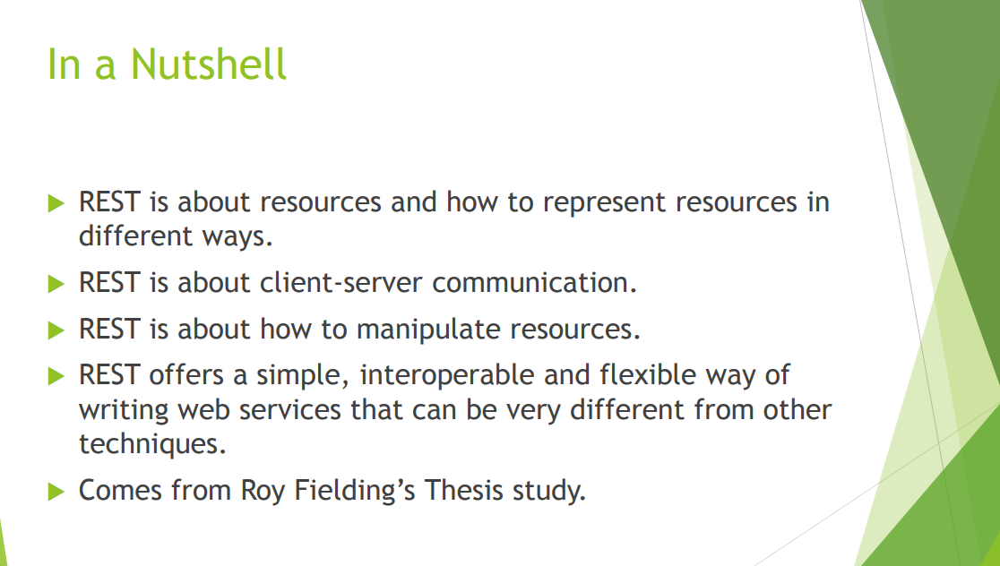 In a Nutshell
REST is about resources and how to represent resources in
different ways.
REST is about client-server communication.
REST is about how to manipulate resources.
REST offers a simple, interoperable and flexible way of
writing web services that can be very different from other
techniques.
Comes from Roy Fielding’s Thesis study.